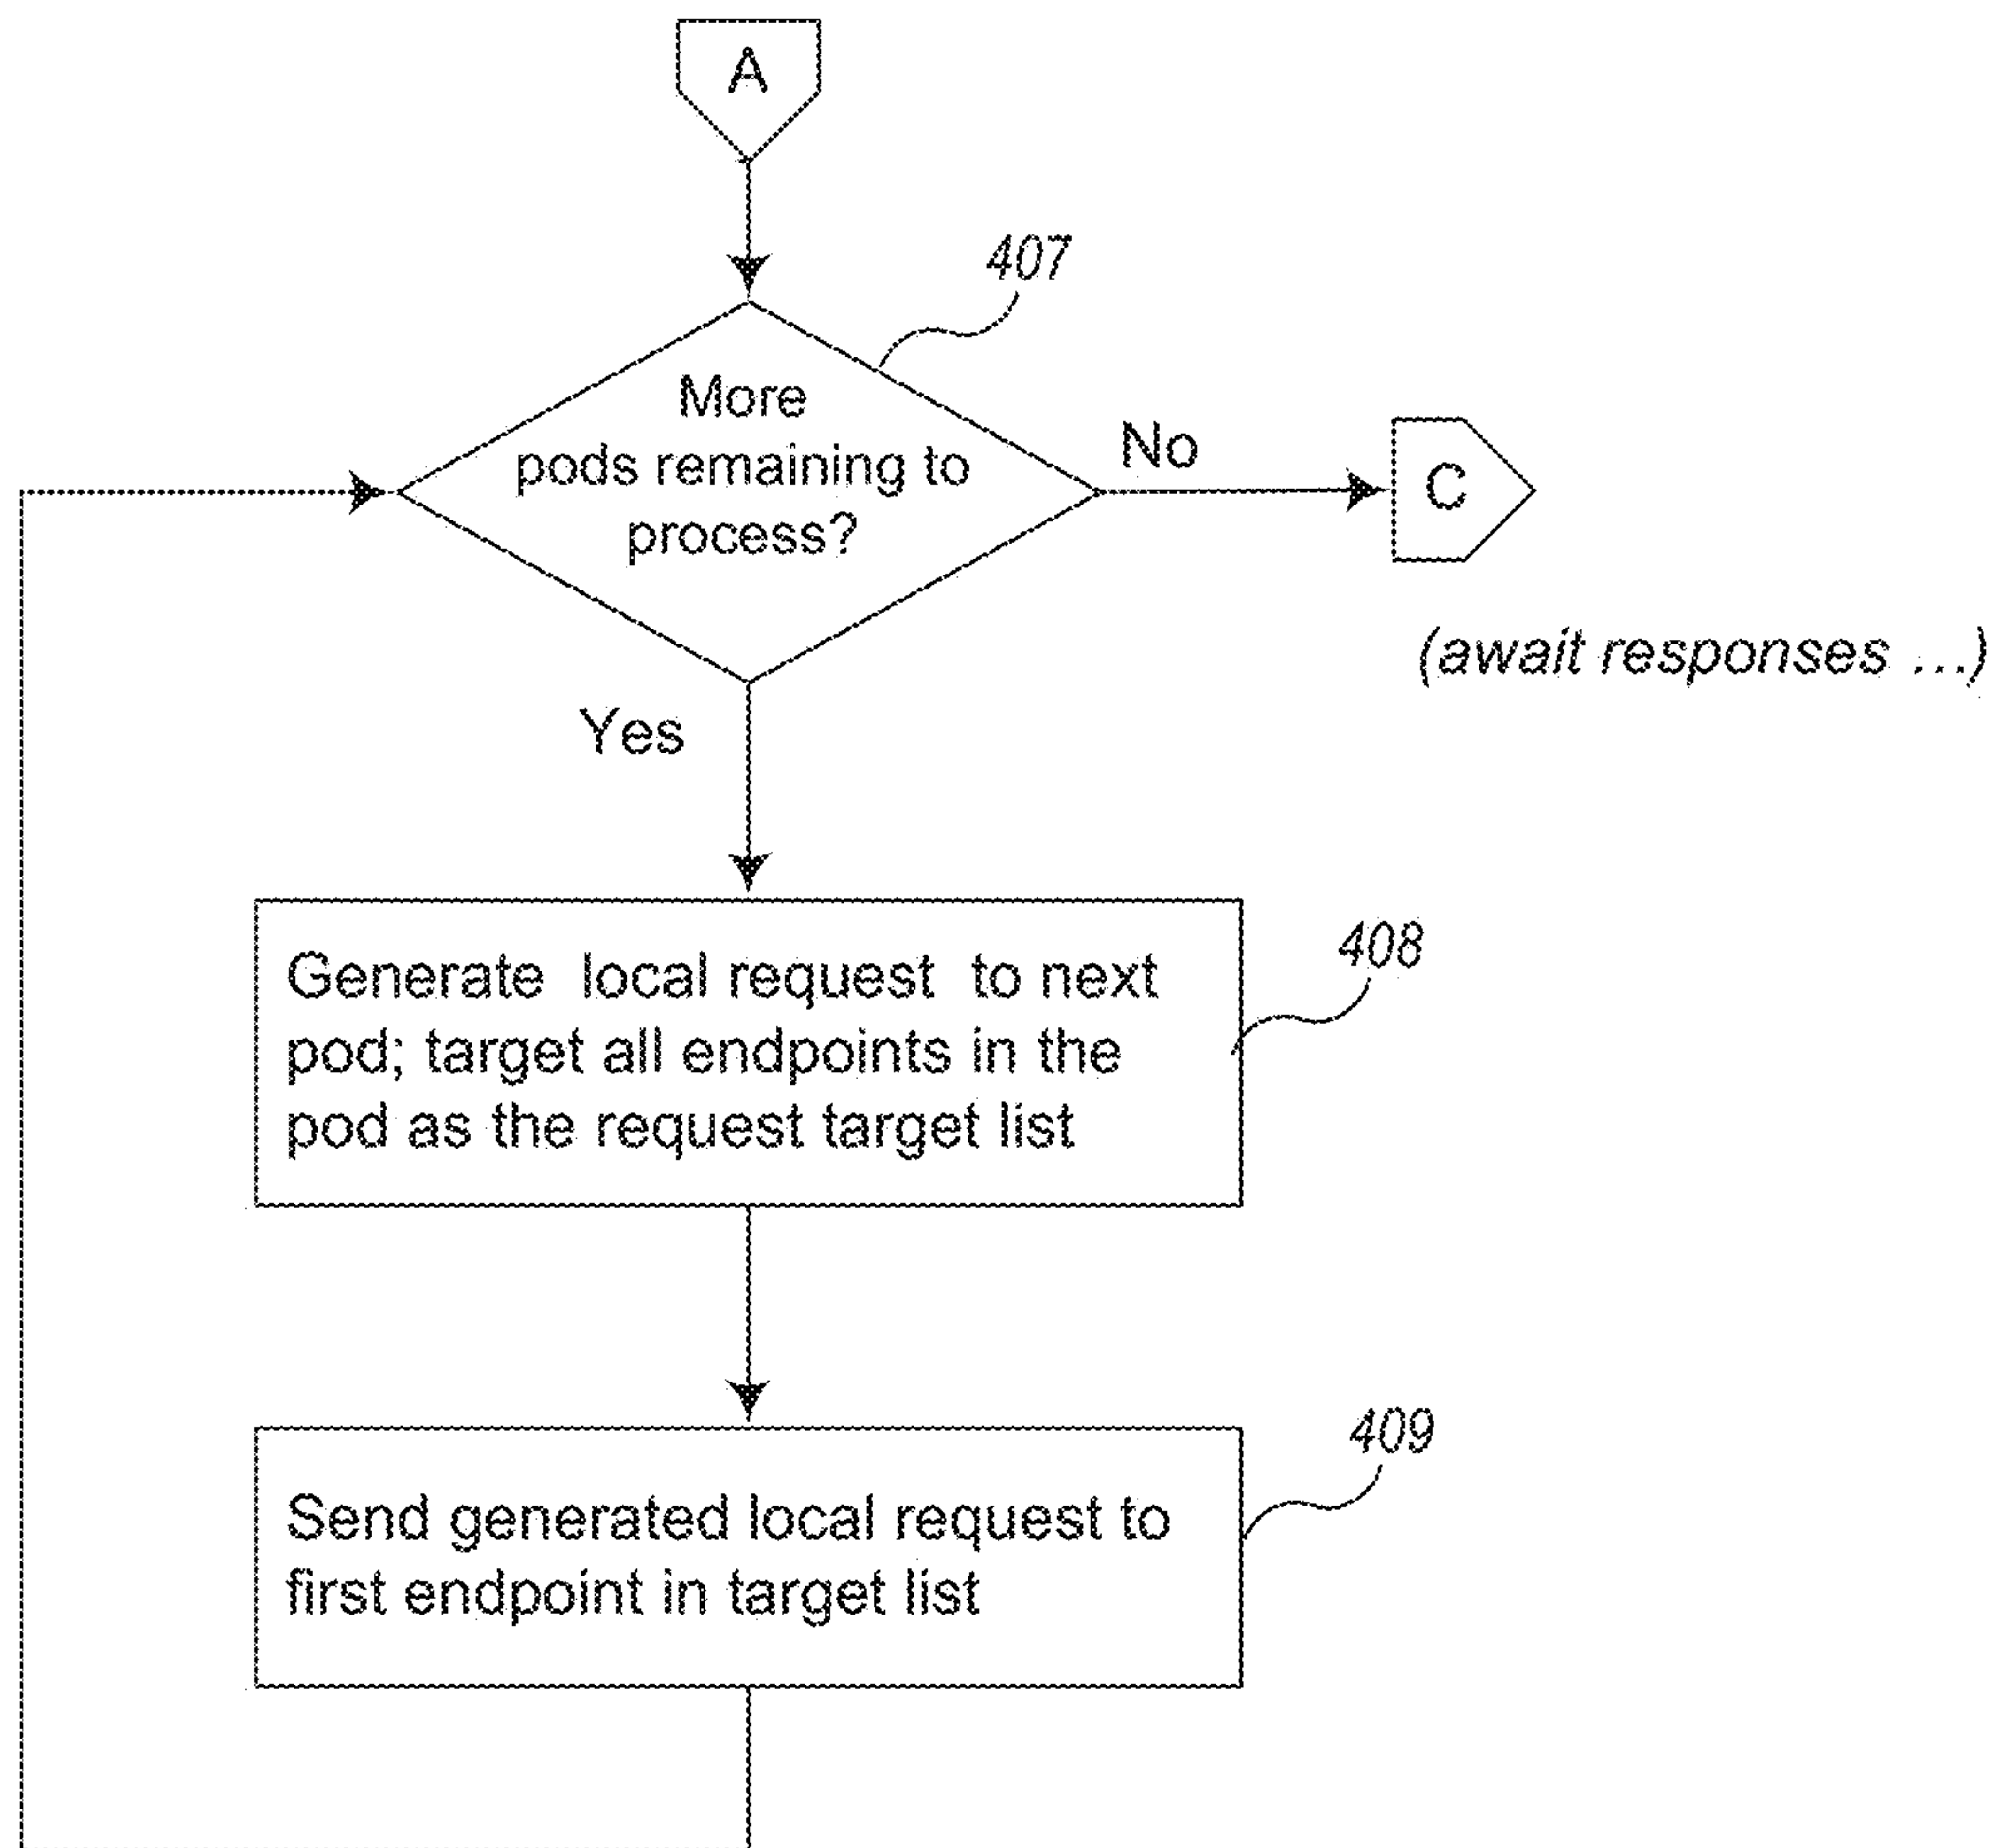 A
407
More
pods remaining to
process?
No
C
(await responses ...)
Yes
408
Generate local request to next
pod; target all endpoints in the
pod as the request target list
409
Send generated local request to
first endpoint in target list